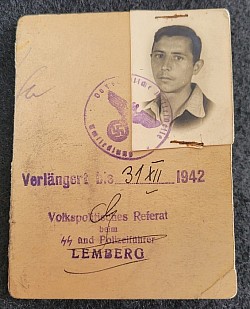 Verlängert bis 31 XII 1942
Volkspolitisches Referat
beim
SS und Polizeiführer
LEMBERG